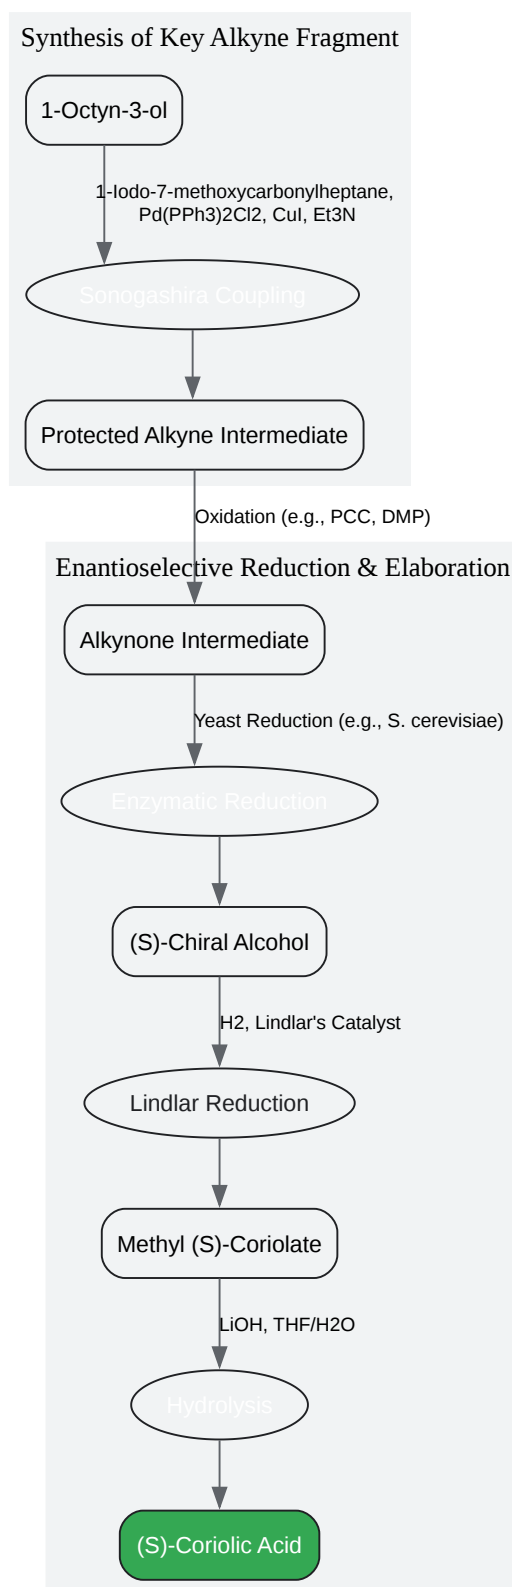 Synthesis of Key Alkyne Fragment
1-Octyn-3-ol
1-Iodo-7-methoxycarbonylheptane,
Pd(PPh3)2Cl2, CuI, Et3N
Sonogashira Coupling
Protected Alkyne Intermediate
Oxidation (e.g., PCC, DMP)
Enantioselective Reduction & Elaboration
Alkynone Intermediate
Yeast Reduction (e.g., S. cerevisiae)
Enzymatic Reduction
(S)-Chiral Alcohol
H2, Lindlar's Catalyst
Lindlar Reduction
Methyl (S)-Coriolate
LiOH, THF/H2O
Hydrolysis
(S)-Coriolic Acid